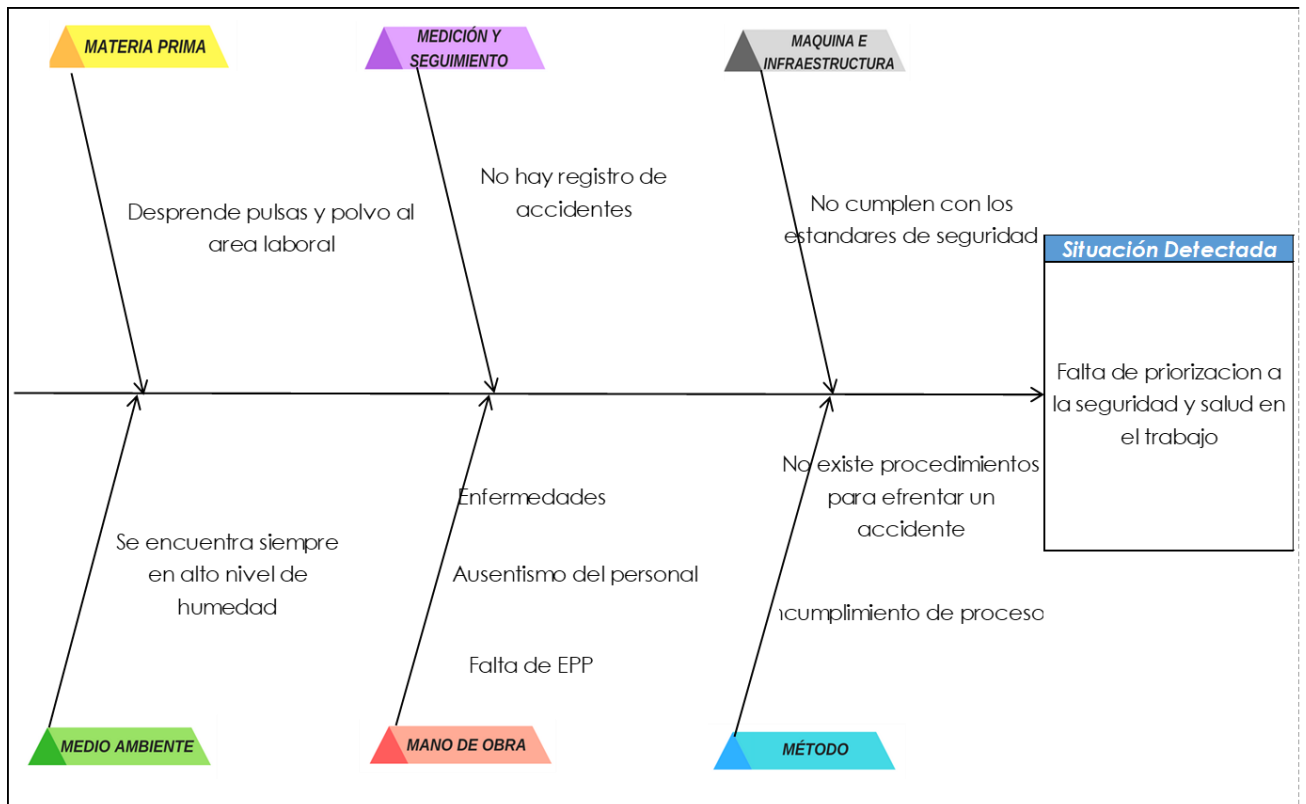 MATERIA PRIMA
MEDICIÓN Y
SEGUIMIENTO
MAQUINA E
INFRAESTRUCTURA
No hay registro de
accidentes
Desprende pulsas y polvo al
area laboral
No cumplen con los
estandares de seguridad
Situación Detectada
Falta de priorizacion a
la seguridad y salud en
el trabajo
Se encuentra siempre
en alto nivel de
humedad
Enfermedades
Ausentismo del personal
Falta de EPP
No existe procedimientos
para efrentar un
accidente
ncumplimiento de proceso
MEDIO AMBIENTE
MANO DE OBRA
MÉTODO